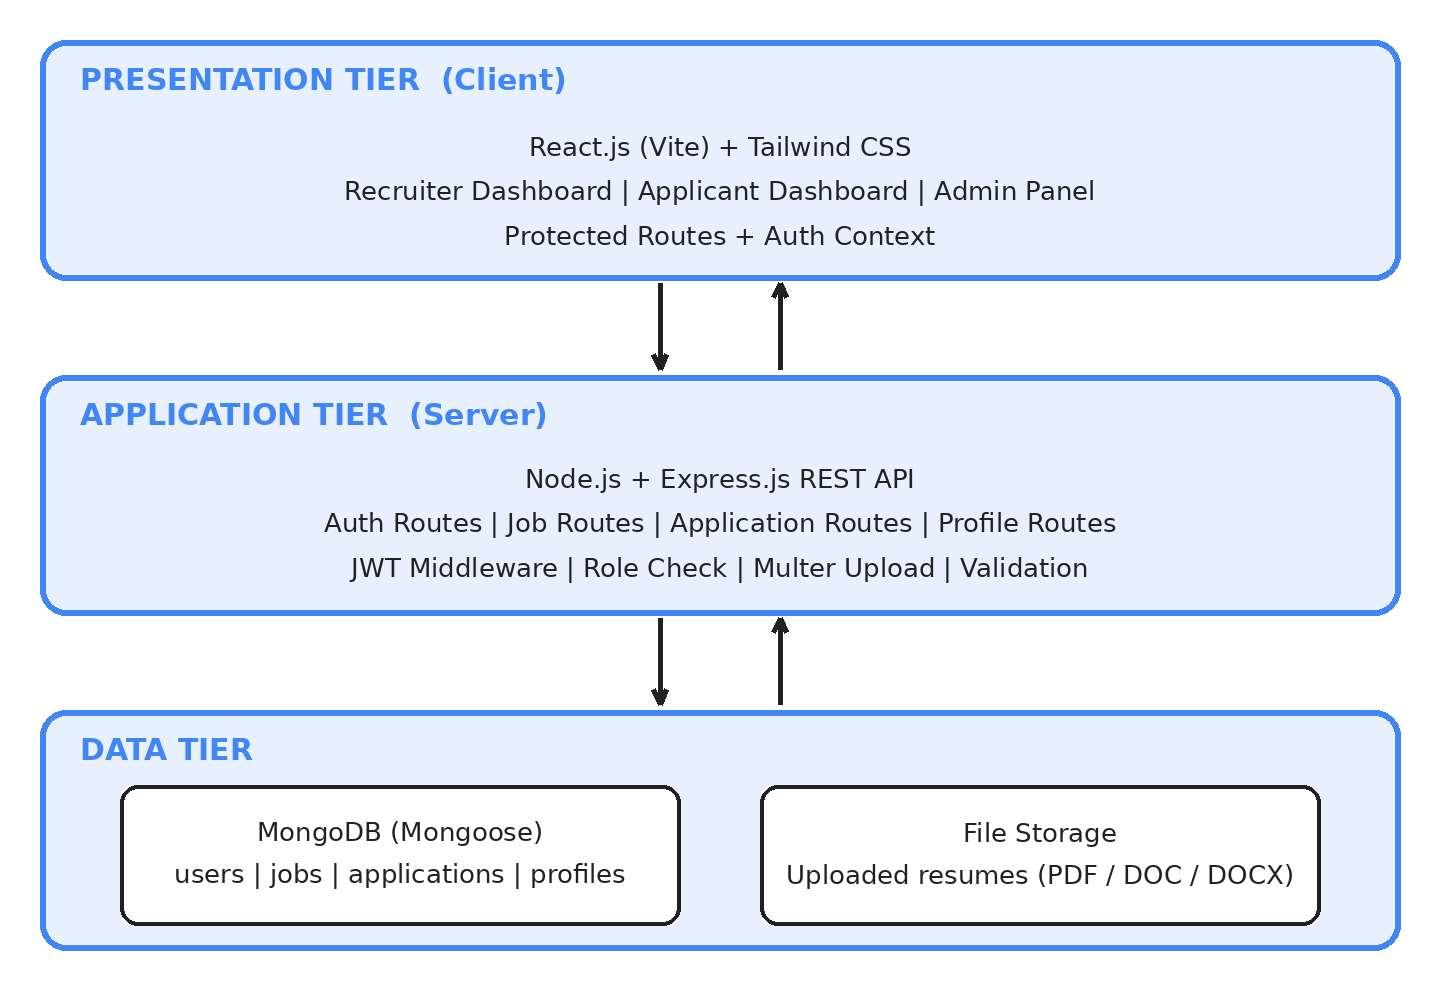 PRESENTATION TIER (Client)
React.js (Vite) + Tailwind CSS
Recruiter Dashboard | Applicant Dashboard | Admin Panel
Protected Routes + Auth Context
APPLICATION TIER (Server)
Node.js + Express.js REST API
Auth Routes | Job Routes | Application Routes | Profile Routes
JWT Middleware | Role Check | Multer Upload | Validation
DATA TIER
MongoDB (Mongoose)
users | jobs | applications | profiles
File Storage
Uploaded resumes (PDF / DOC / DOCX)